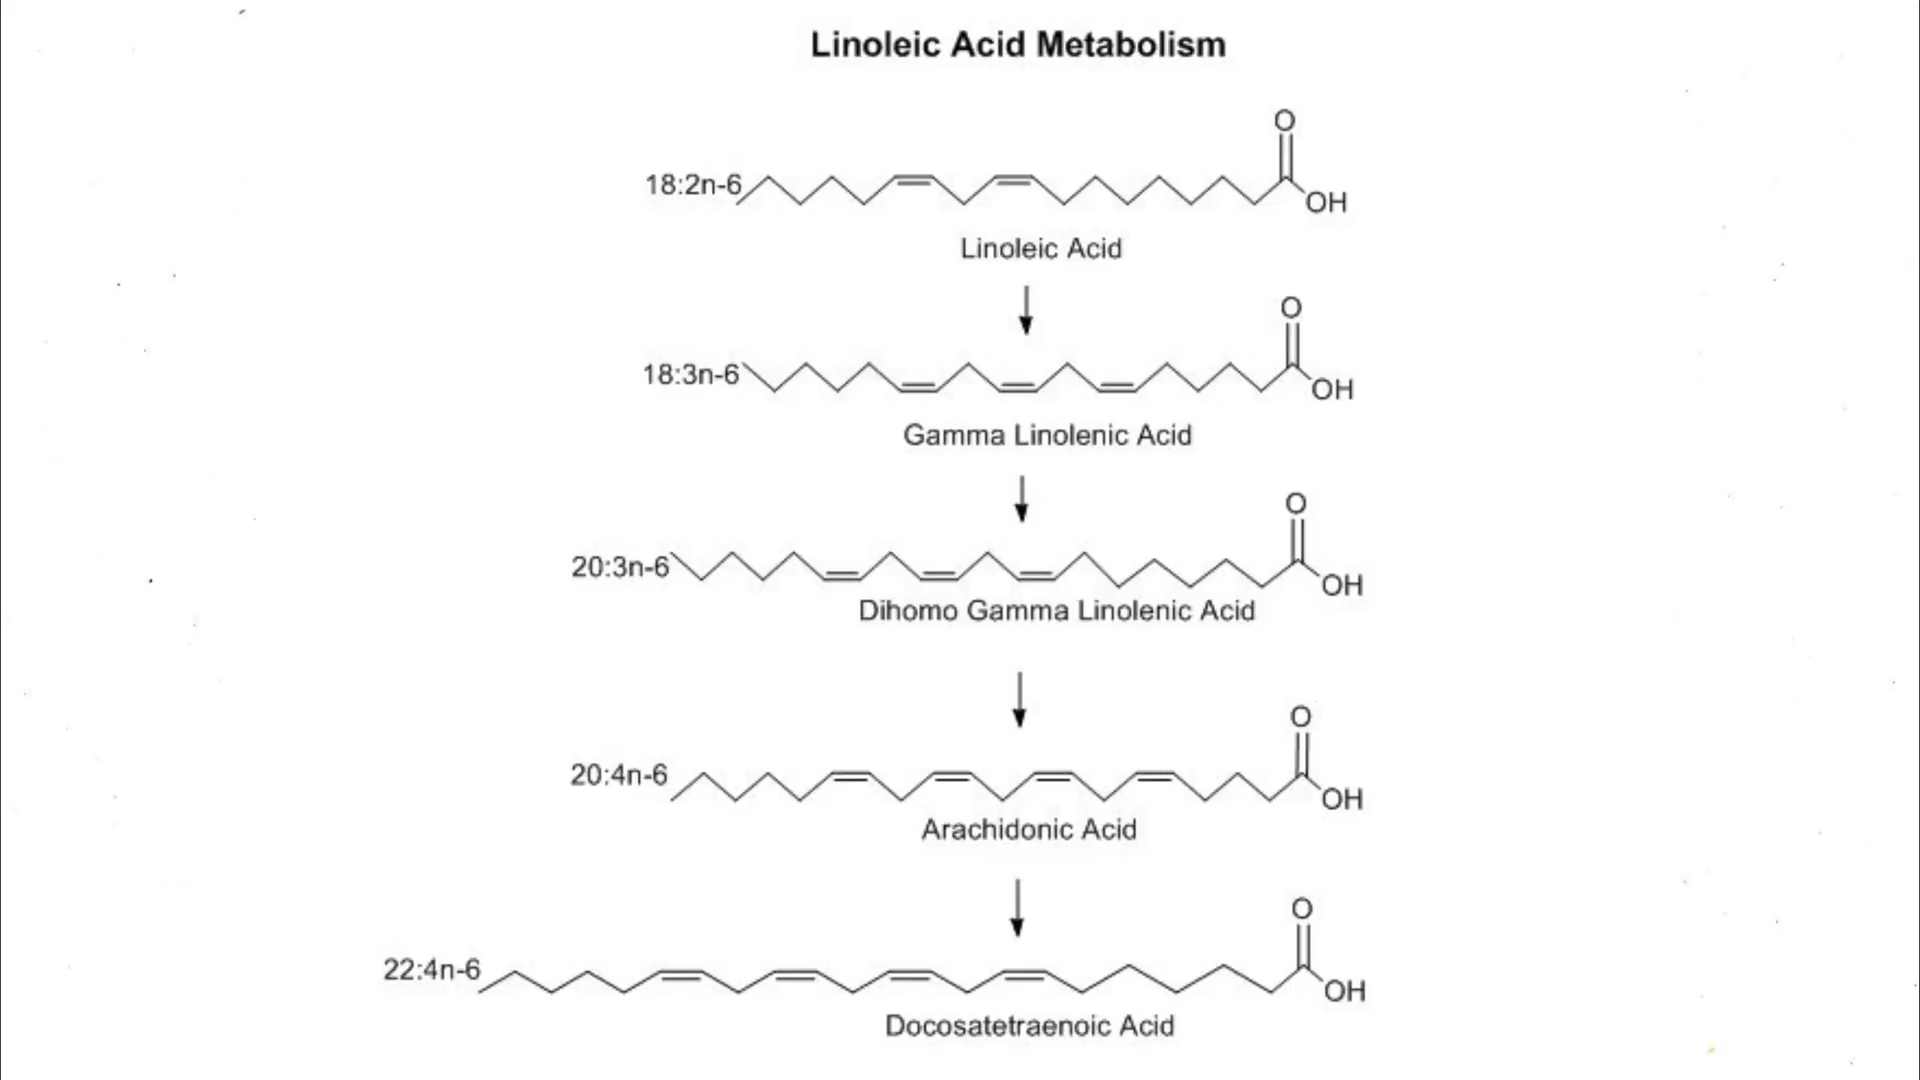 Linoleic Acid Metabolism
O
18:2n-6
OH
Linoleic Acid
O
18:3n-6
OH
Gamma Linolenic Acid
O
20:3n-6
OH
Dihomo Gamma Linolenic Acid
O
20:4n-6
OH
Arachidonic Acid
O
22:4n-6
OH
Docosatetraenoic Acid